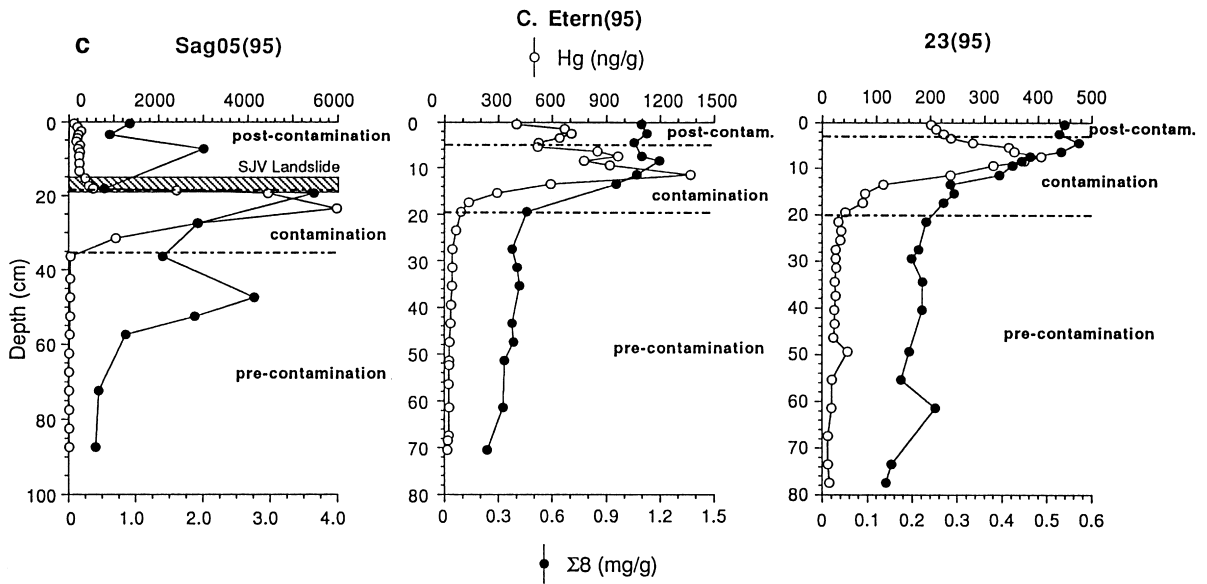 C. Etern(95)
c Sag05(95) 23(95)
Hg (ng/g)
0 2000 4000 6000
0 300 600 900 1200 1500
0 100 200 300 400 500
0
20
40
60
80
100
Depth (cm)
post-contamination
SJV Landslide
contamination
pre-contamination
0 1.0 2.0 3.0 4.0
0
10
20
30
40
50
60
70
80
post-contam.
contamination
pre-contamination
0 0.3 0.6 0.9 1.2 1.5
0
10
20
30
40
50
60
70
80
post-contam.
contamination
pre-contamination
0 0.1 0.2 0.3 0.4 0.5 0.6
Σ8 (mg/g)